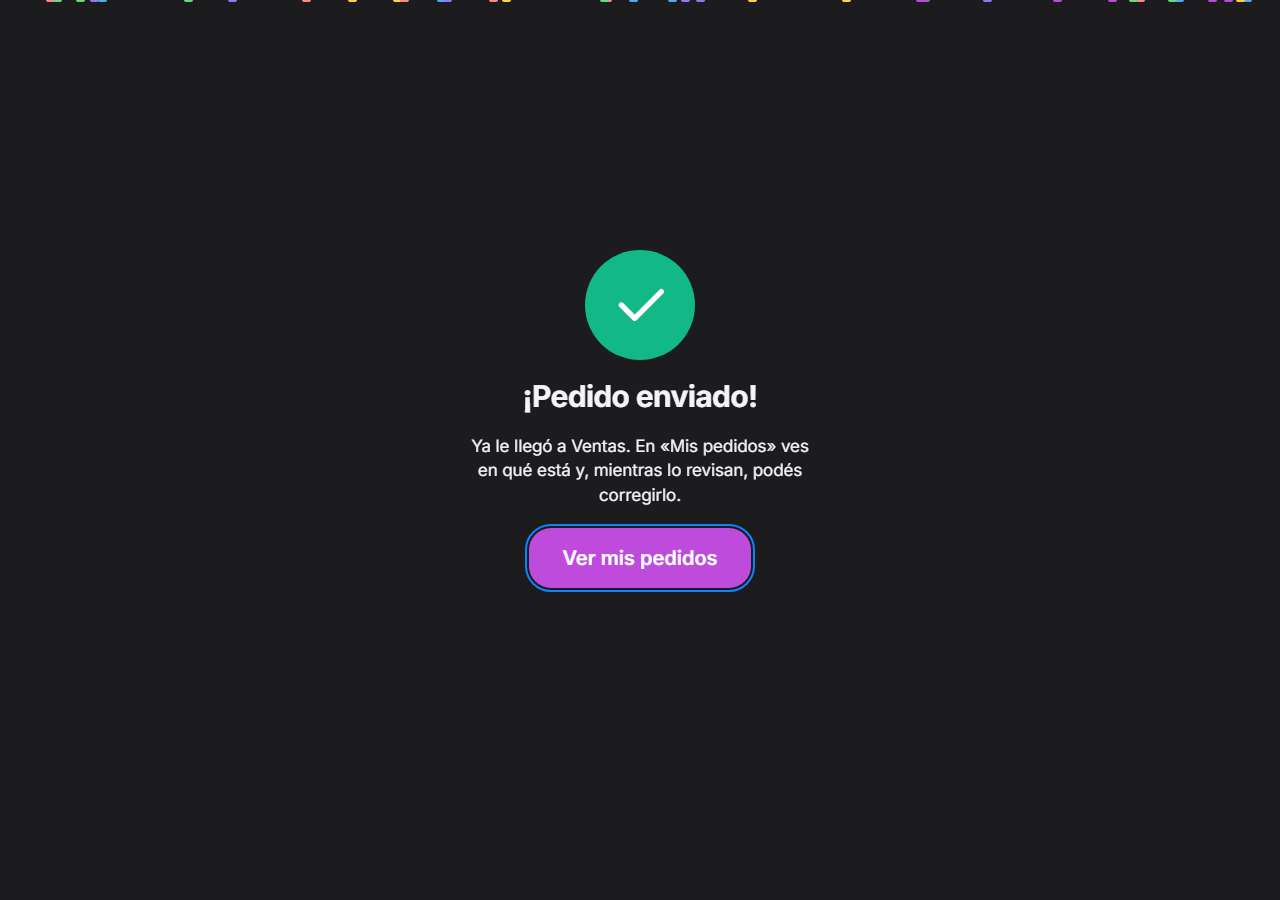 ¡Pedido enviado!
Ya le llegó a Ventas. En «Mis pedidos» ves
en qué está y, mientras lo revisan, podés
corregirlo.
Ver mis pedidos